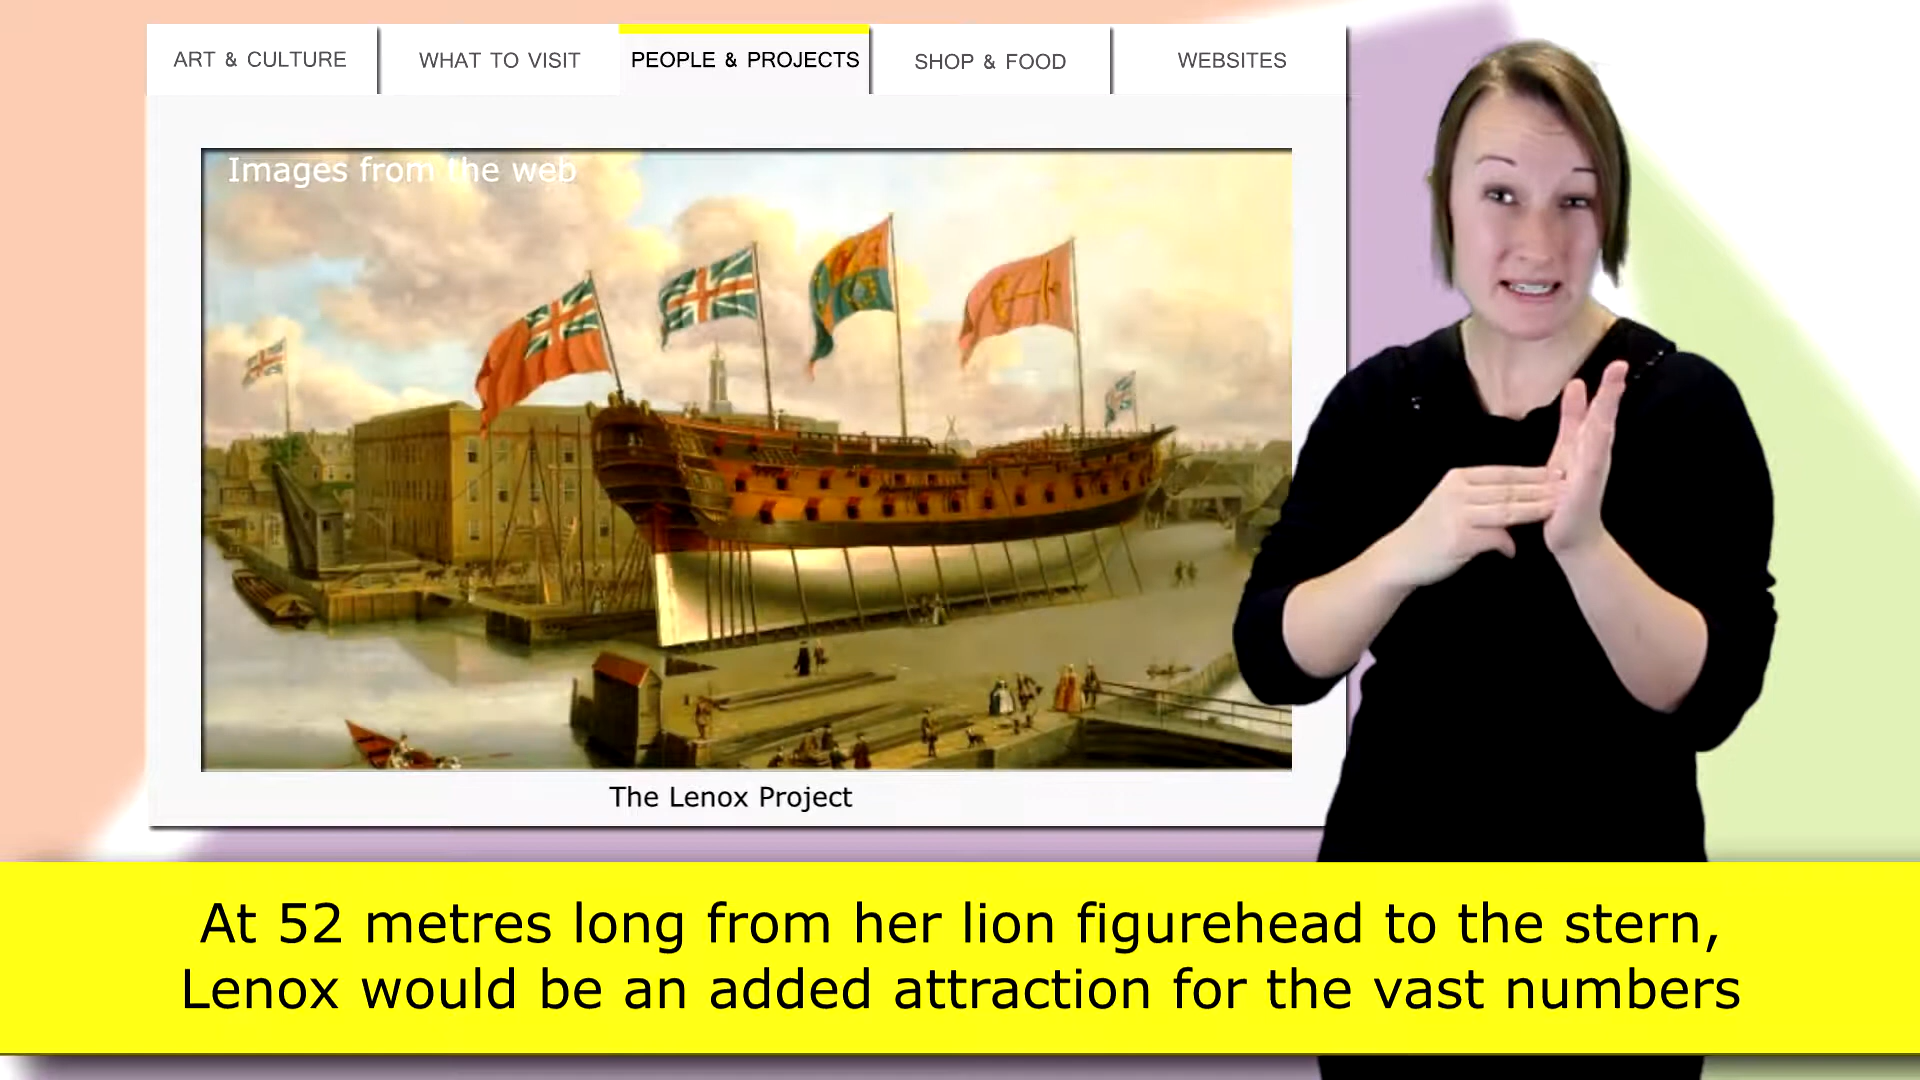 ART & CULTURE
WHAT TO VISIT
PEOPLE & PROJECTS
SHOP & FOOD
WEBSITES
Images from the web
The Lenox Project
At 52 metres long from her lion figurehead to the stern,
Lenox would be an added attraction for the vast numbers